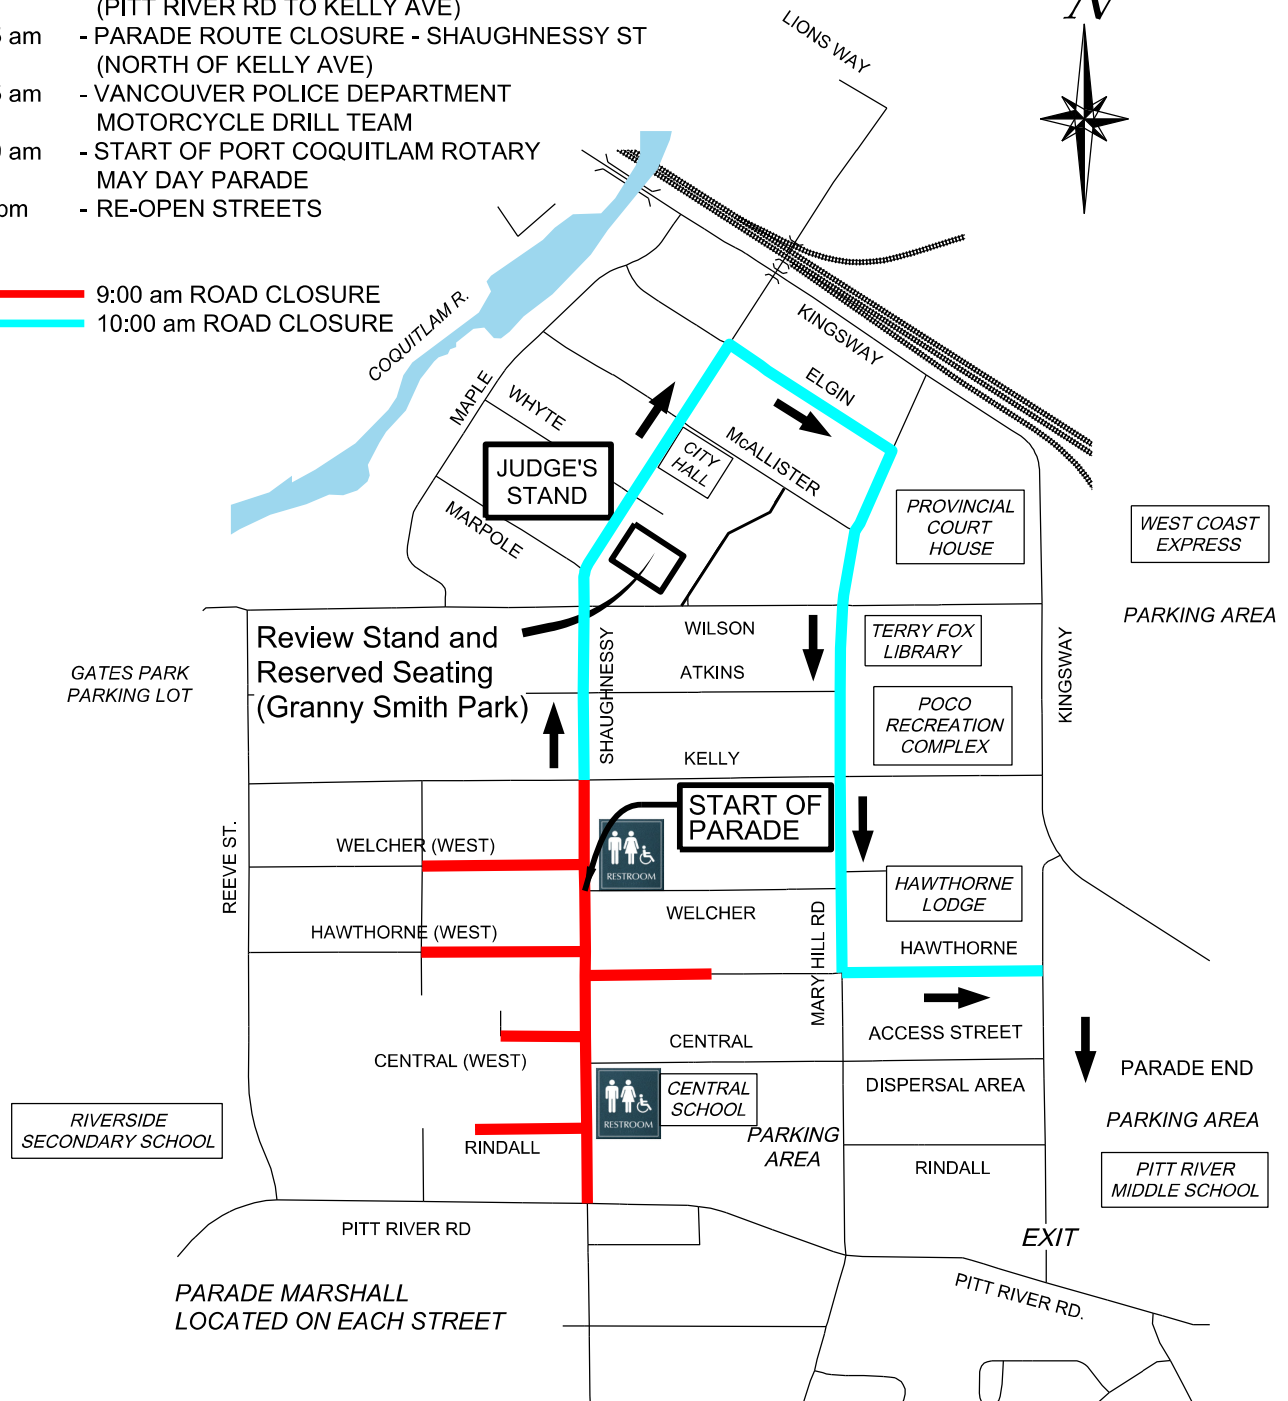 (PITT RIVER RD TO KELLY AVE)
am - PARADE ROUTE CLOSURE - SHAUGHNESSY ST
(NORTH OF KELLY AVE)
am - VANCOUVER POLICE DEPARTMENT
MOTORCYCLE DRILL TEAM
am - START OF PORT COQUITLAM ROTARY
MAY DAY PARADE
pm - RE-OPEN STREETS
9:00 am ROAD CLOSURE
10:00 am ROAD CLOSURE
N
LIONS WAY
COQUITLAM R.
KINGSWAY
ELGIN
MAPLE
WHYTE
McALLISTER
CITY
HALL
JUDGE'S
STAND
MARPOLE
PROVINCIAL
COURT
HOUSE
WEST COAST
EXPRESS
PARKING AREA
Review Stand and
Reserved Seating
(Granny Smith Park)
WILSON
TERRY FOX
LIBRARY
GATES PARK
PARKING LOT
ATKINS
SHAUGHNESSY
KINGSWAY
POCO
RECREATION
COMPLEX
KELLY
START OF
PARADE
REEVE ST.
WELCHER (WEST)
RESTROOM
HAWTHORNE
LODGE
WELCHER
HAWTHORNE (WEST)
MARY HILL RD
HAWTHORNE
ACCESS STREET
CENTRAL
CENTRAL (WEST)
PARADE END
DISPERSAL AREA
CENTRAL
SCHOOL
RESTROOM
RIVERSIDE
SECONDARY SCHOOL
PARKING AREA
PARKING
AREA
RINDALL
RINDALL
PITT RIVER
MIDDLE SCHOOL
PITT RIVER RD
EXIT
PARADE MARSHALL
LOCATED ON EACH STREET
PITT RIVER RD.